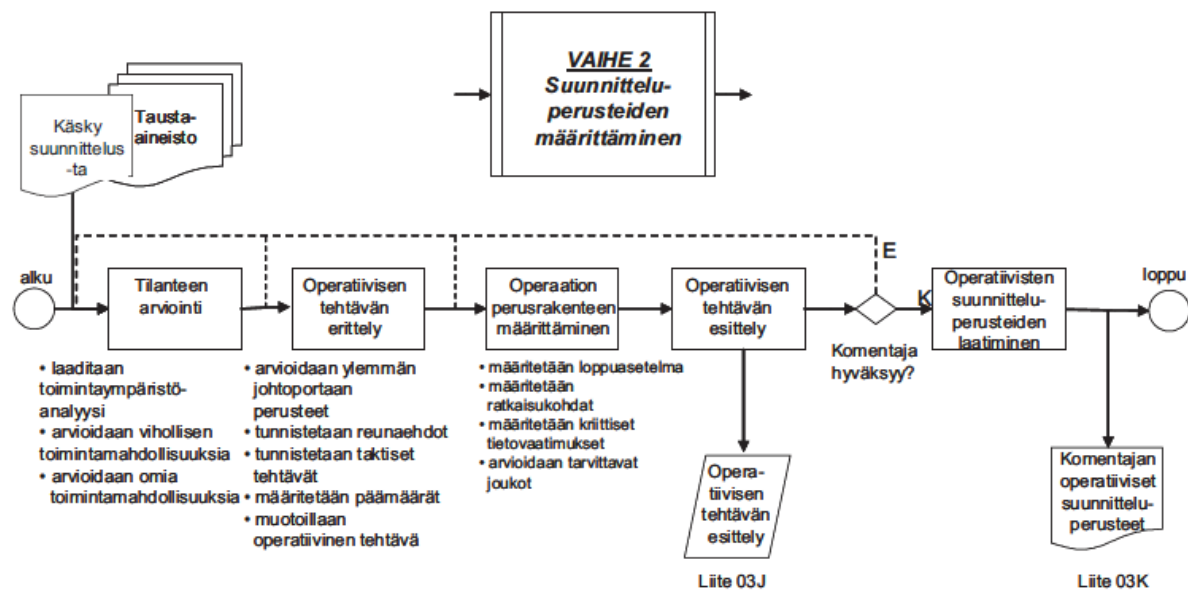 VAIHE 2
Suunnittelu-
perusteiden
määrittäminen
Käsky
suunnittelus
-ta
Tausta-
aineisto
alku
Tilanteen
arviointi
Operatiivisen
tehtävän
erittely
Operaation
perusrakenteen
määrittäminen
Operatiivisen
tehtävän
esittely
E
K
Komentaja
hyväksyy?
Operatiivisten
suunnittelu-
perusteiden
laatiminen
loppu
• laaditaan
toimintaympäristö-
analyysi
• arvioidaan vihollisen
toimintamahdollisuuksia
• arvioidaan omia
toimintamahdollisuuksia
• arvioidaan ylemmän
johtoportaan
perusteet
• tunnistetaan reunaehdot
• tunnistetaan taktiset
tehtävät
• määritetään päämäärät
• muotoillaan
operatiivinen tehtävä
• määritetään loppuasetelma
• määritetään
ratkaisukohdat
• määritetään kriittiset
tietovaatimukset
• arvioidaan tarvittavat
joukot
Opera-
tiivisen
tehtävän
esittely
Liite 03J
Komentajan
operatiiviset
suunnittelu-
perusteet
Liite 03K